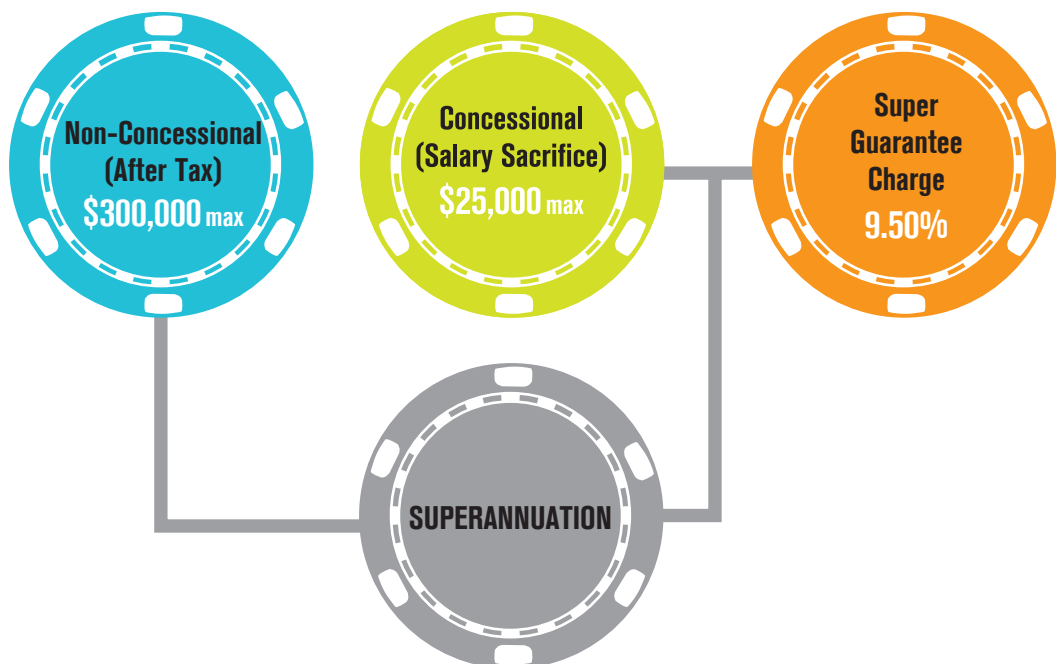 Non-Concessional
(After Tax)
$300,000 max
Concessional
(Salary Sacrifice)
$25,000 max
Super
Guarantee
Charge
9.50%
SUPERANNUATION